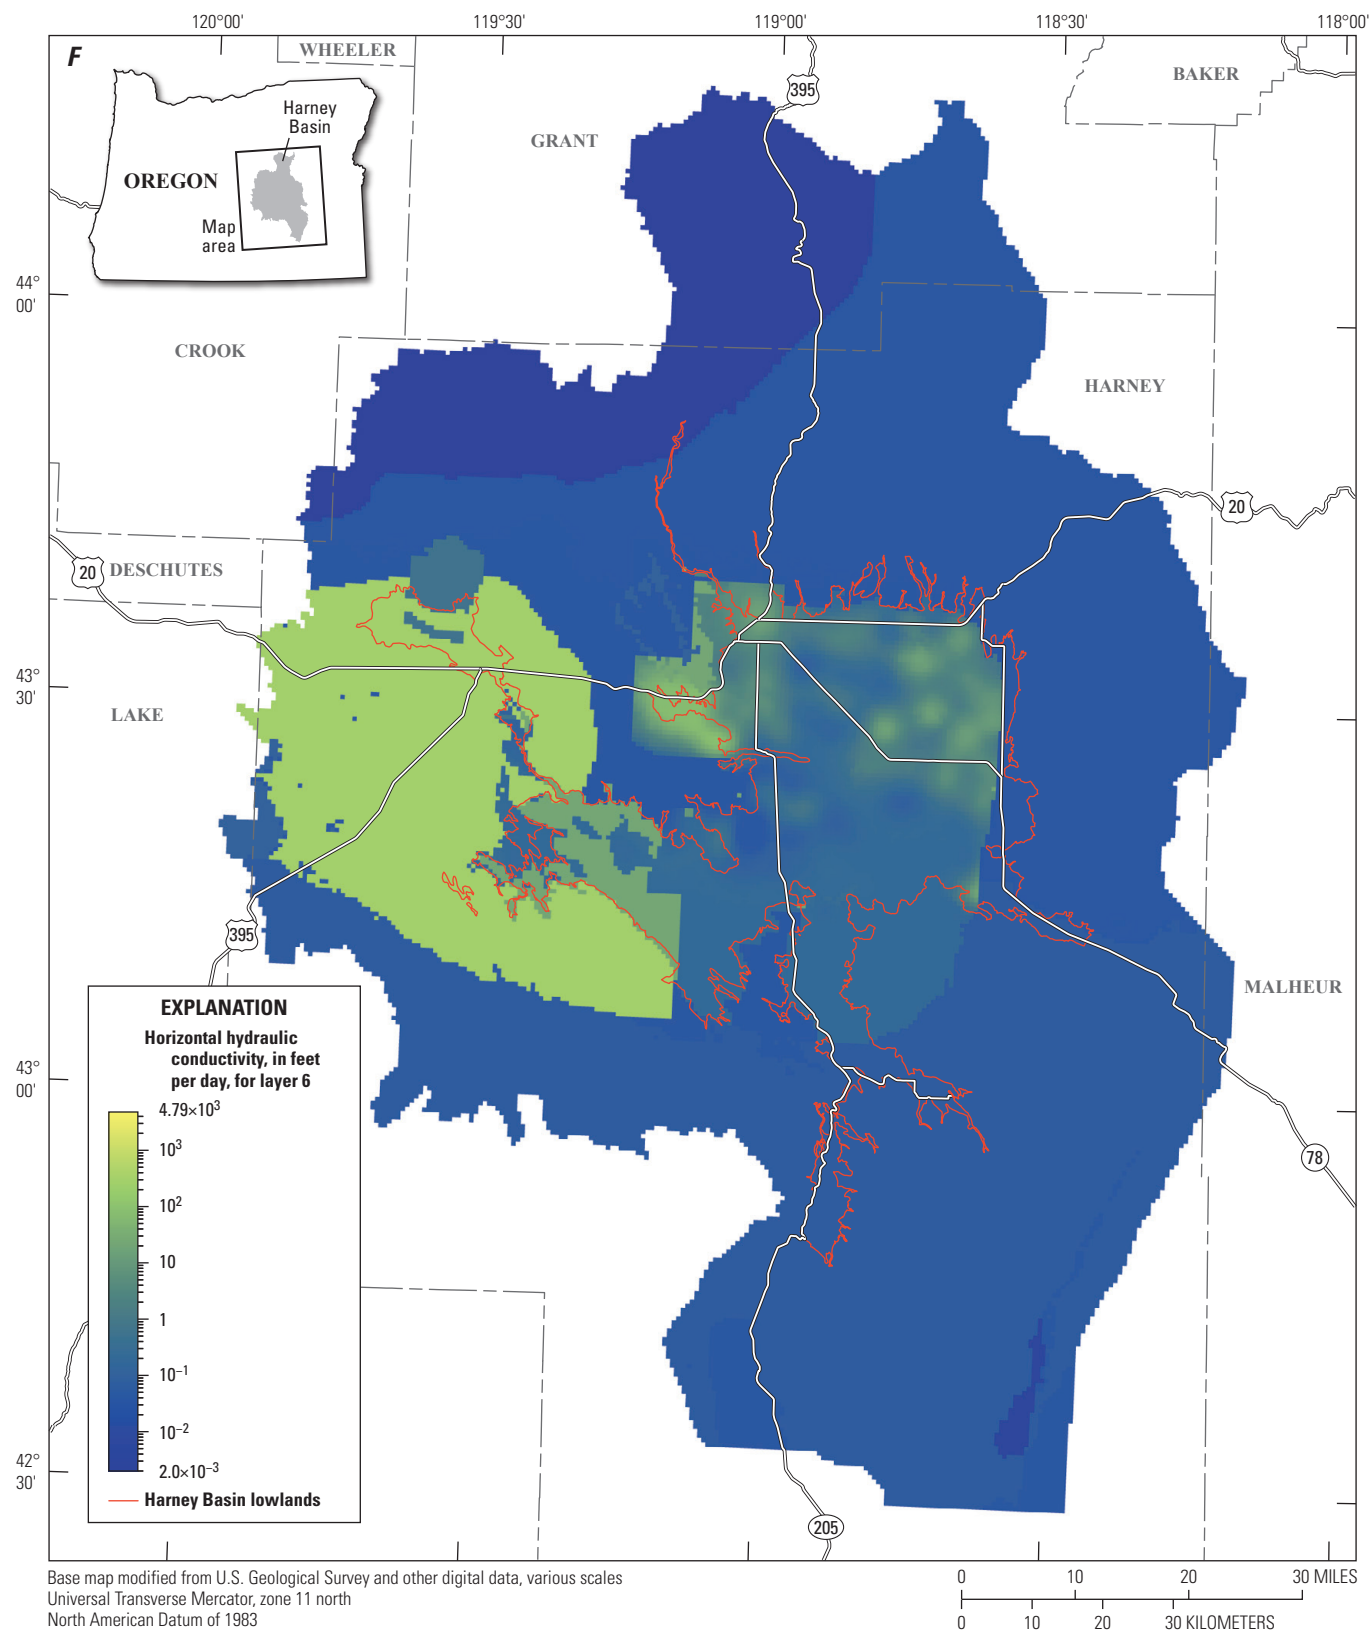 120°00'
119°30'
119°00'
118°30'
118°00'
F
WHEELER
BAKER
395
Harney
Basin
GRANT
OREGON
Map
area
44°
00'
CROOK
HARNEY
20
20
DESCHUTES
43°
30'
LAKE
395
MALHEUR
EXPLANATION
Horizontal hydraulic
conductivity, in feet
per day, for layer 6
43°
00'
4.79×10³
10³
10²
10
1
10⁻¹
10⁻²
2.0×10⁻³
78
42°
30'
Harney Basin lowlands
205
Base map modified from U.S. Geological Survey and other digital data, various scales
Universal Transverse Mercator, zone 11 north
North American Datum of 1983
0 10 20 30 MILES
0 10 20 30 KILOMETERS